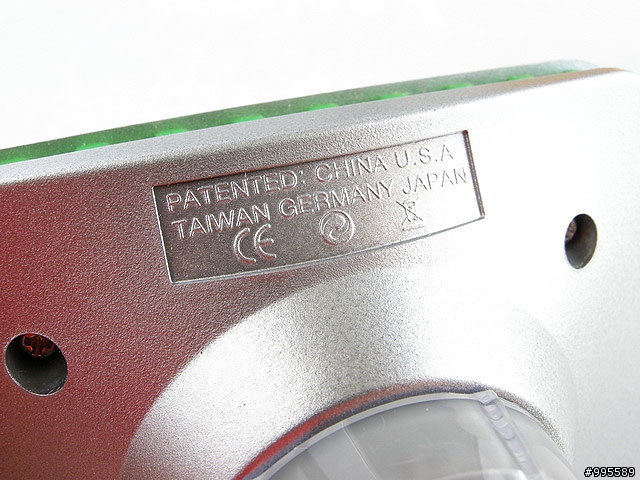 PATENTED: CHINA U.S.A
TAIWAN GERMANY JAPAN
CE
#995589